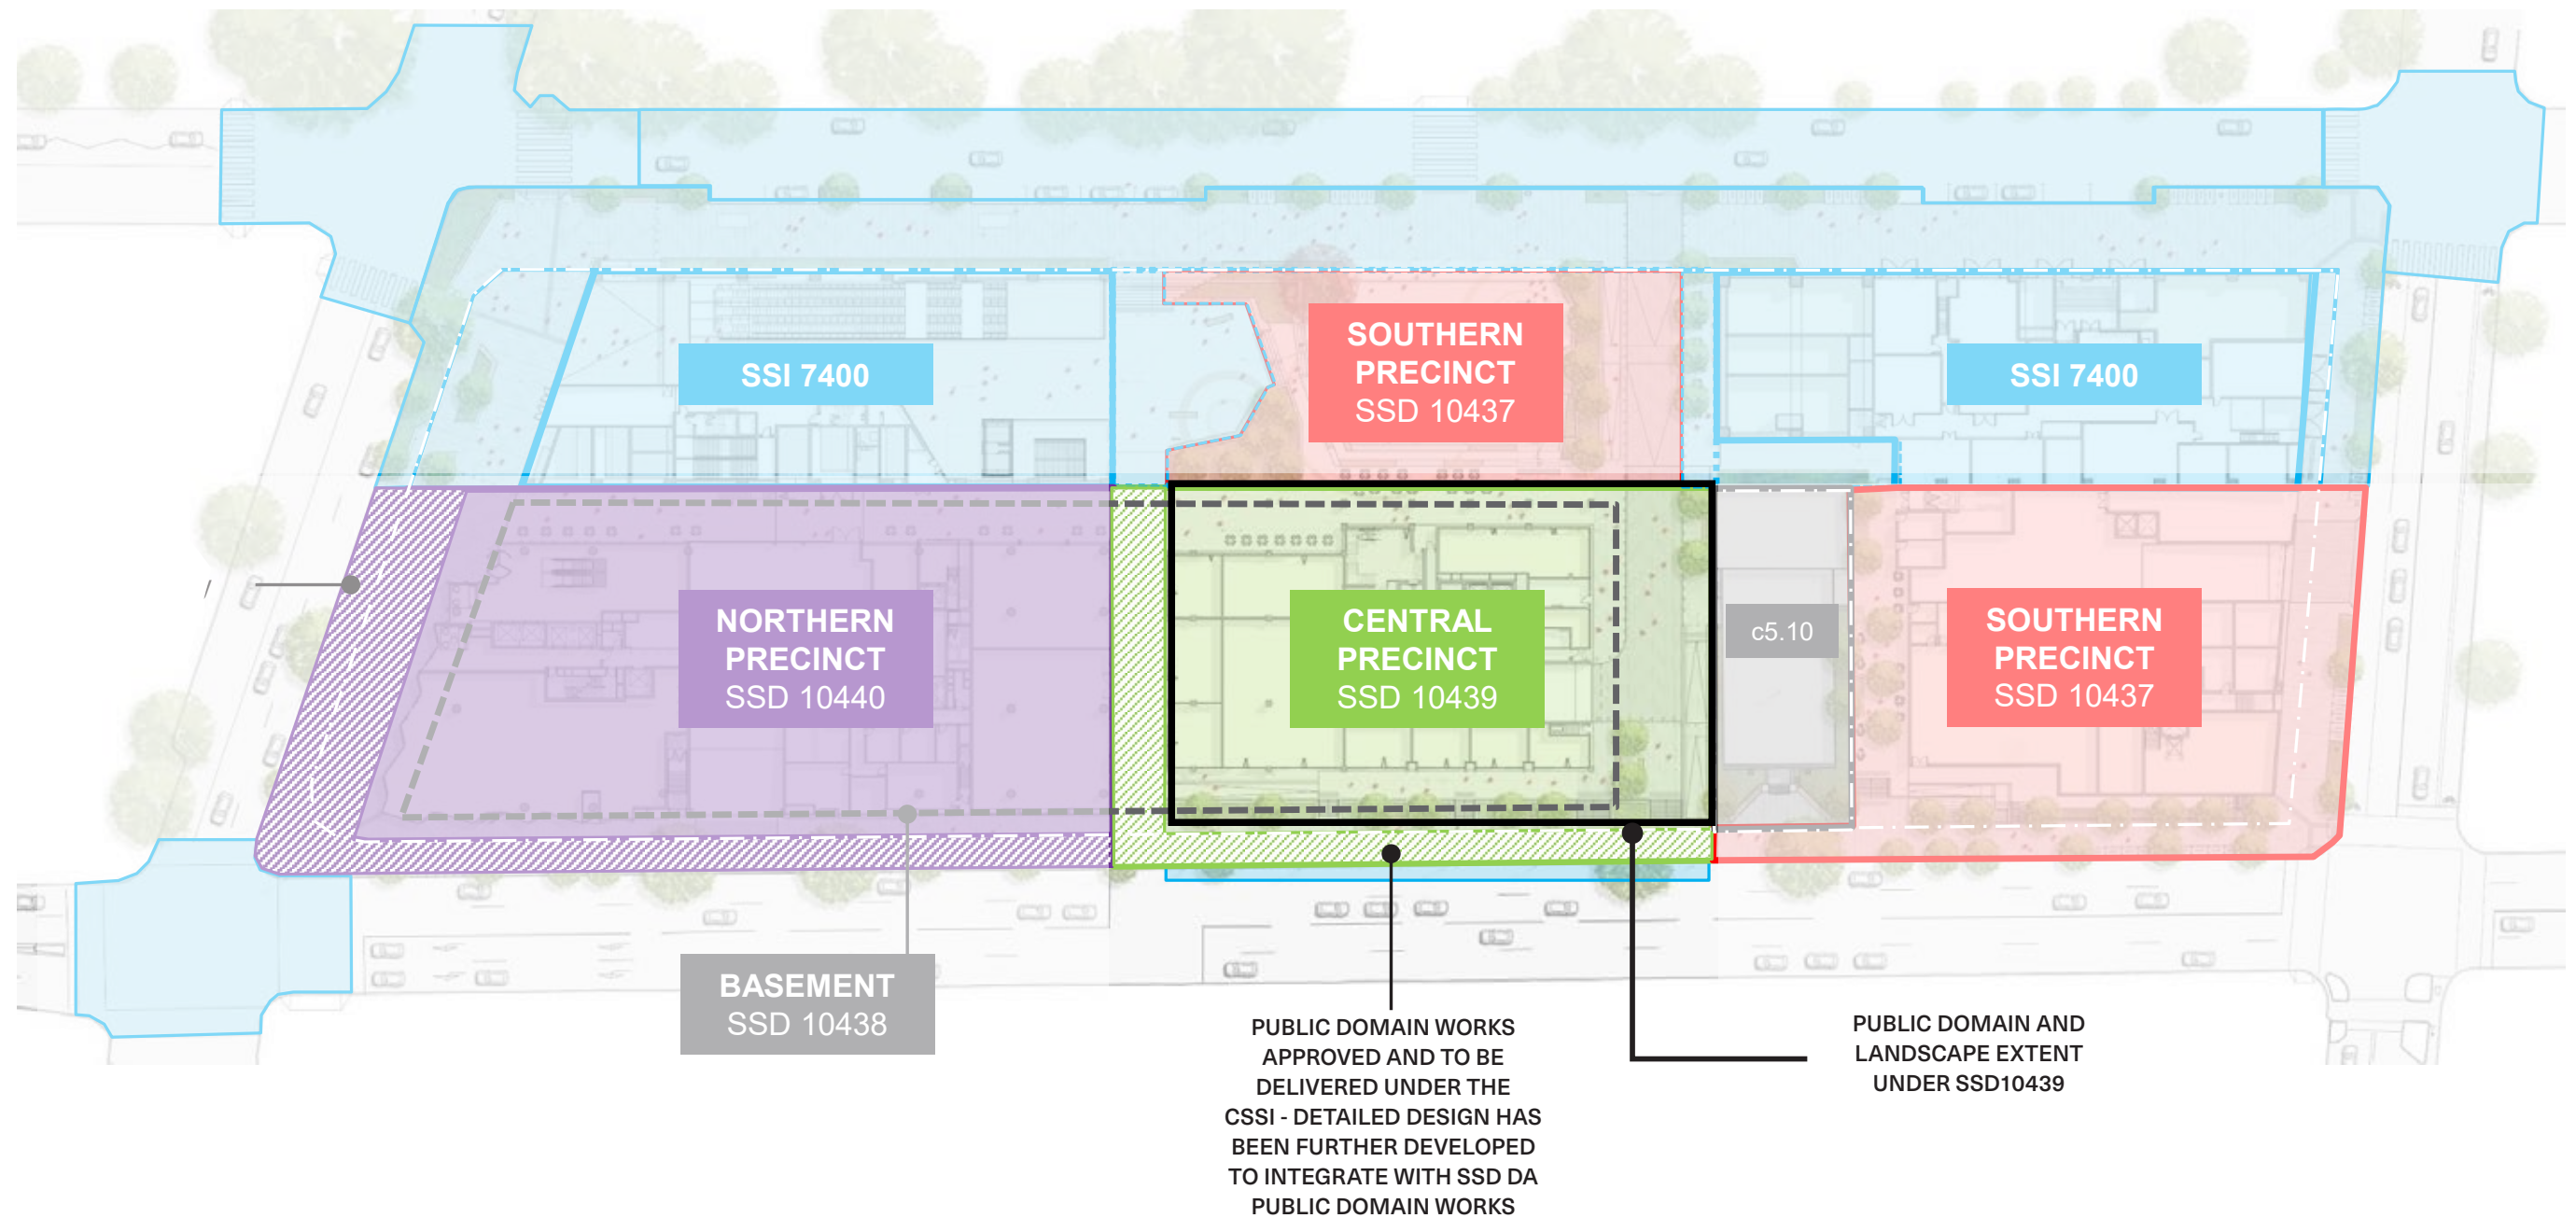 SOUTHERN
PRECINCT
SSD 10437
SSI 7400
SSI 7400
NORTHERN
PRECINCT
SSD 10440
CENTRAL
PRECINCT
SSD 10439
c5.10
SOUTHERN
PRECINCT
SSD 10437
BASEMENT
SSD 10438
PUBLIC DOMAIN WORKS
APPROVED AND TO BE
DELIVERED UNDER THE
CSSI - DETAILED DESIGN HAS
BEEN FURTHER DEVELOPED
TO INTEGRATE WITH SSD DA
PUBLIC DOMAIN WORKS
PUBLIC DOMAIN AND
LANDSCAPE EXTENT
UNDER SSD10439